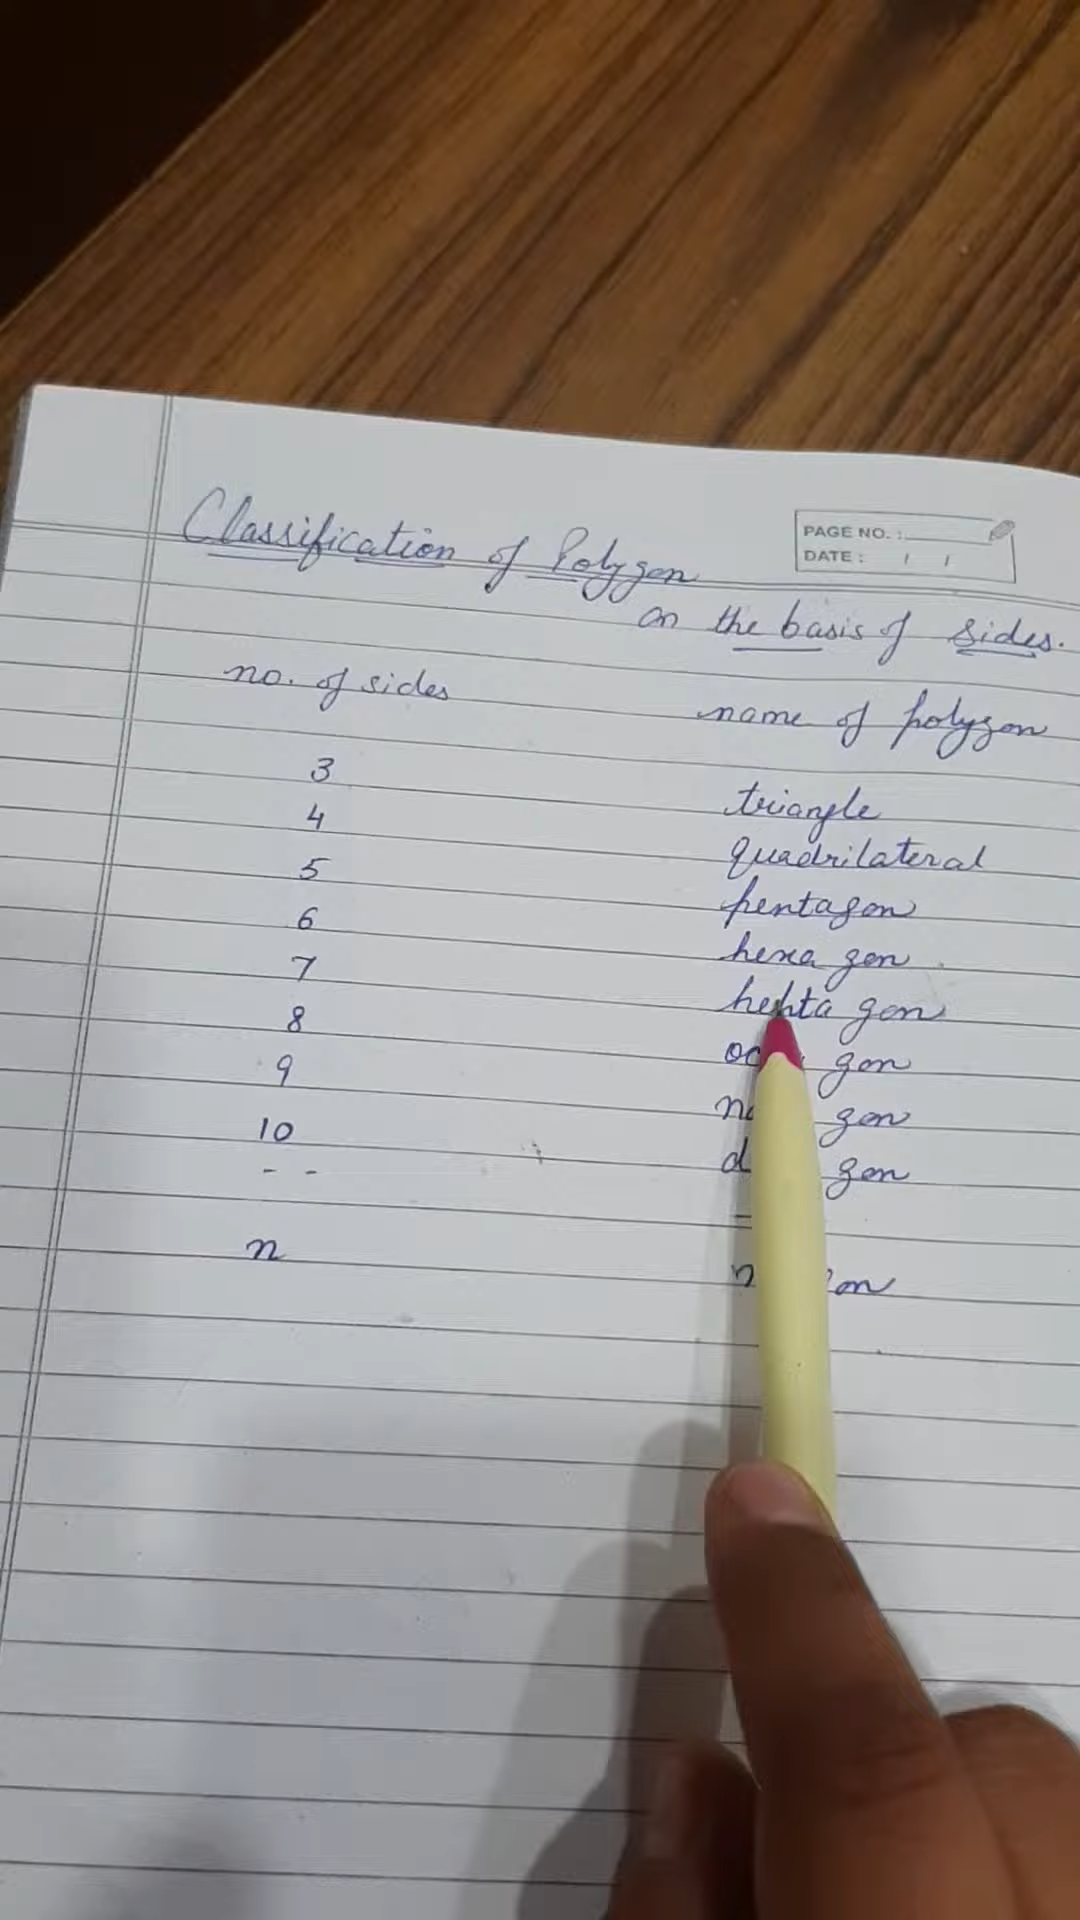 Classification of Polygon
PAGE NO. :
DATE : / /
on the basis of sides.
no. of sides name of polygon
3 triangle
4 quadrilateral
5 pentagon
6 hexa gon
7 hepta gon
8 gon
9 gon
10 gon
- -
n